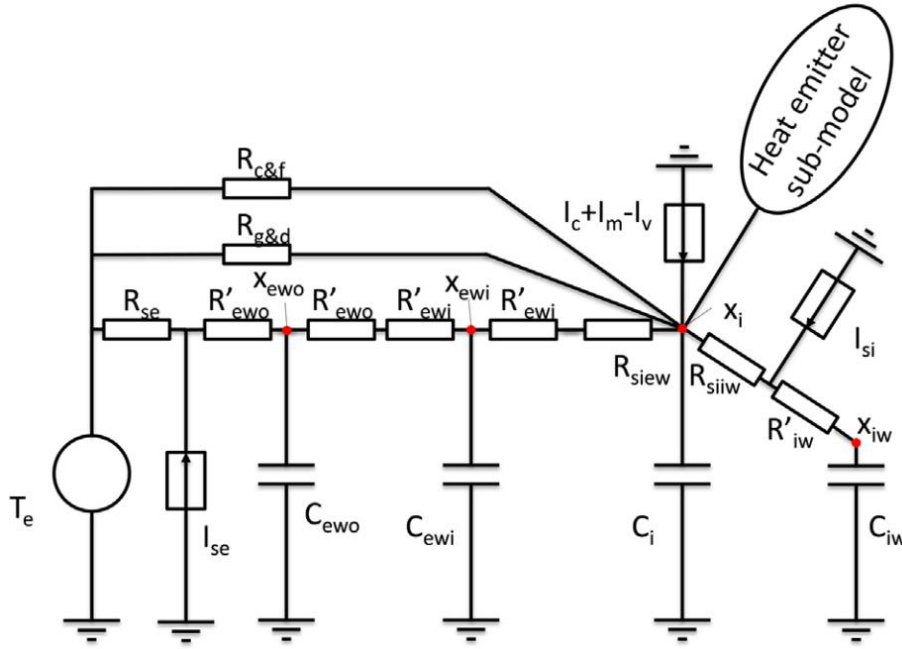 Heat emitter
sub-model
R_c&f
I_c+I_m-I_v
R_g&d
x_ewo
x_ewi
x_i
R_se
R'_ewo
R'_ewo
R'_ewi
R'_ewi
I_si
R_siew
R_siiw
R'_iw
x_iw
T_e
I_se
C_ewo
C_ewi
C_i
C_iw